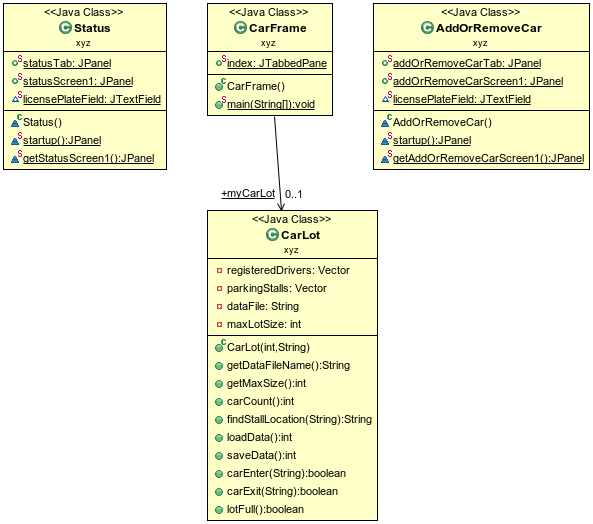 <<Java Class>>
Status
xyz
statusTab: JPanel
statusScreen1: JPanel
licensePlateField: JTextField
Status()
startup():JPanel
getStatusScreen1():JPanel
<<Java Class>>
CarFrame
xyz
index: JTabbedPane
CarFrame()
main(String[]):void
<<Java Class>>
AddOrRemoveCar
xyz
addOrRemoveCarTab: JPanel
addOrRemoveCarScreen1: JPanel
licensePlateField: JTextField
AddOrRemoveCar()
startup():JPanel
getAddOrRemoveCarScreen1():JPanel
+myCarLot 0..1
<<Java Class>>
CarLot
xyz
registeredDrivers: Vector
parkingStalls: Vector
dataFile: String
maxLotSize: int
CarLot(int,String)
getDataFileName():String
getMaxSize():int
carCount():int
findStallLocation(String):String
loadData():int
saveData():int
carEnter(String):boolean
carExit(String):boolean
lotFull():boolean